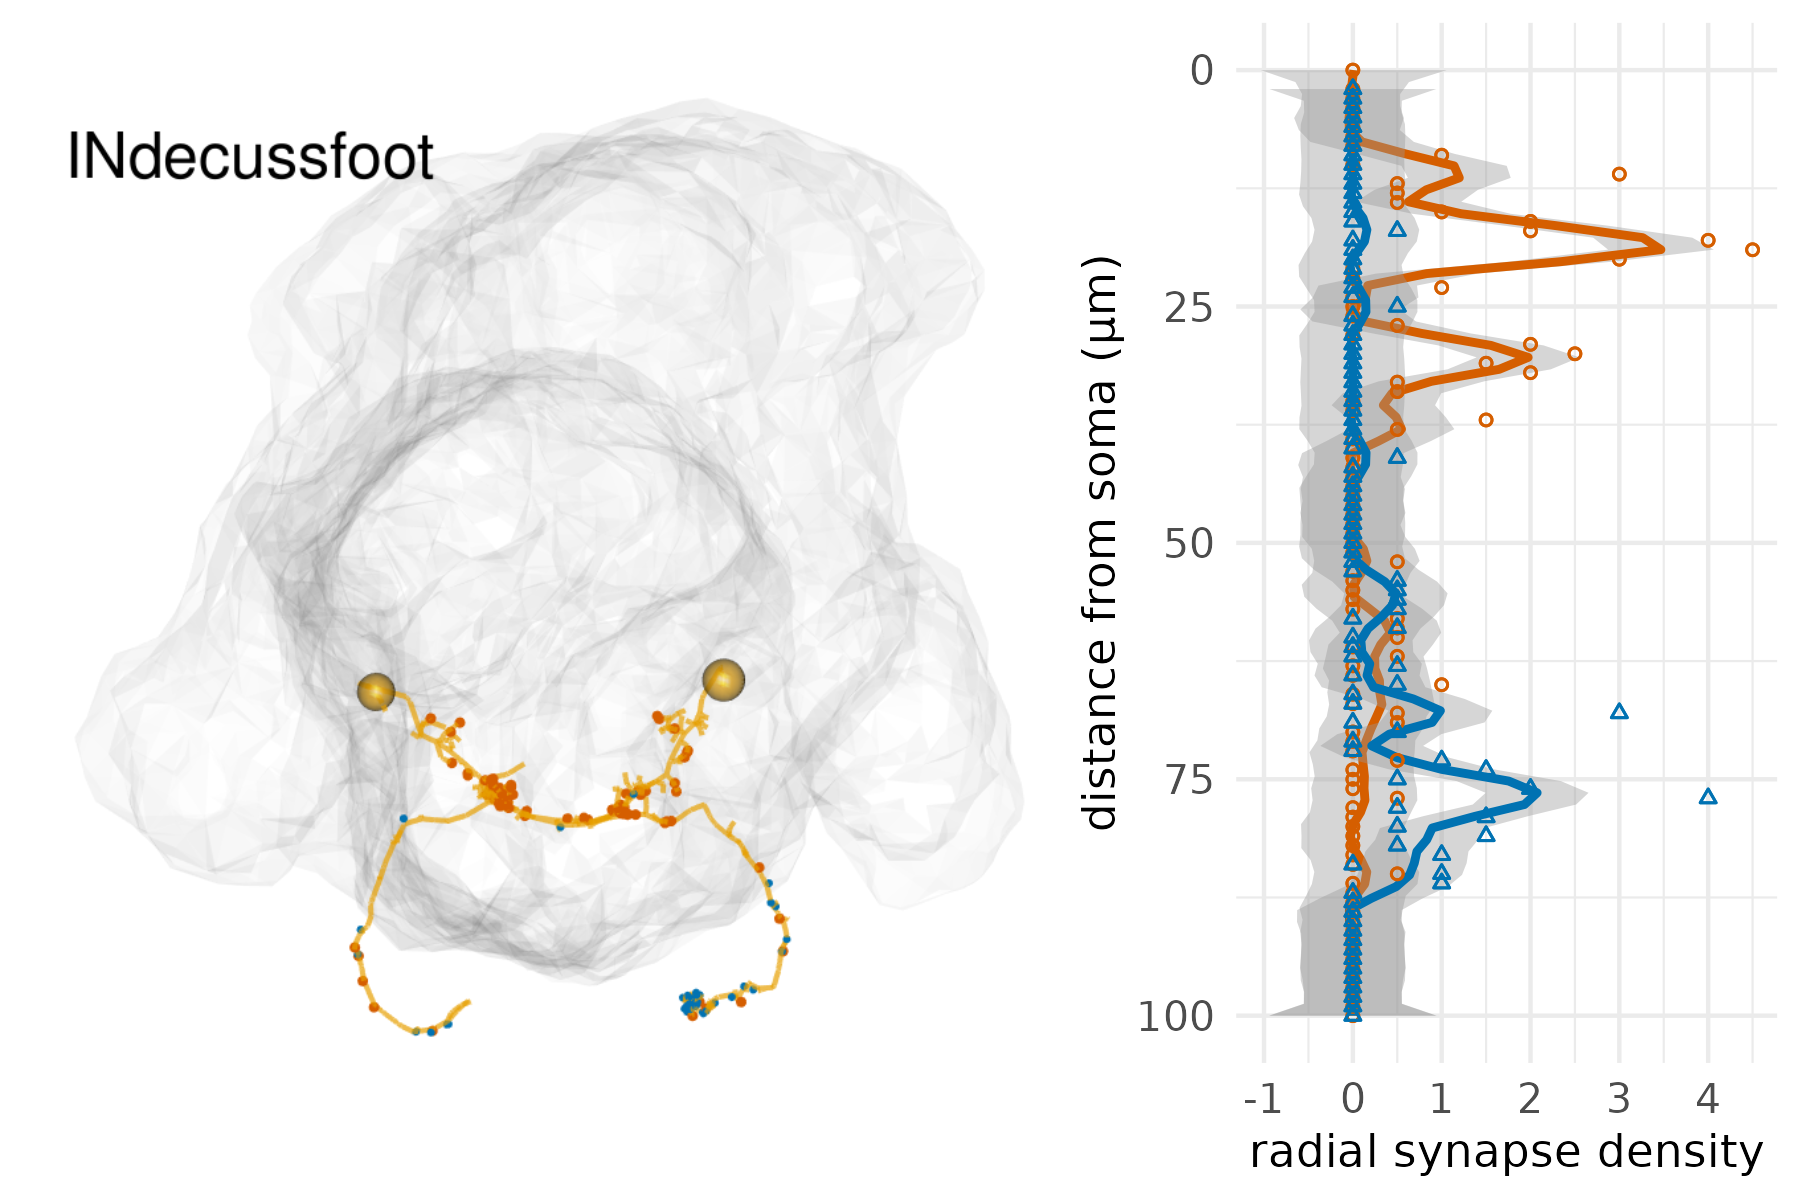 INdecussfoot
distance from soma (µm)
0
25
50
75
100
-1 0 1 2 3 4
radial synapse density